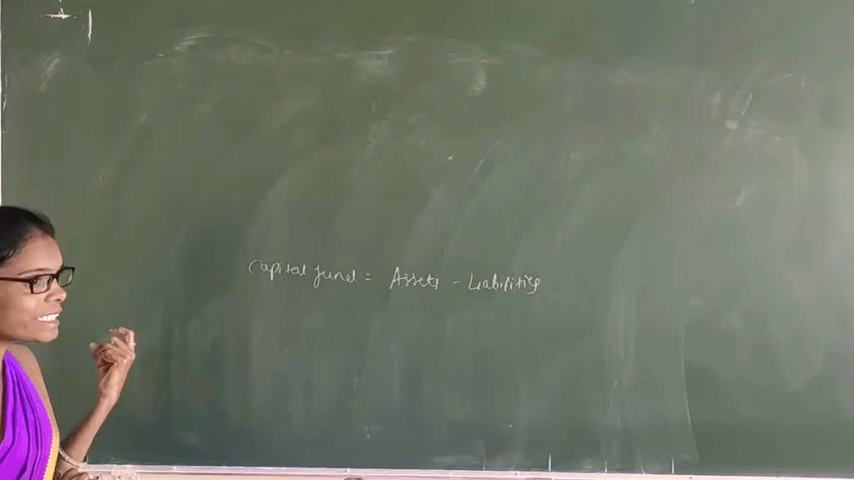 Capital fund = Assets - Liabilities